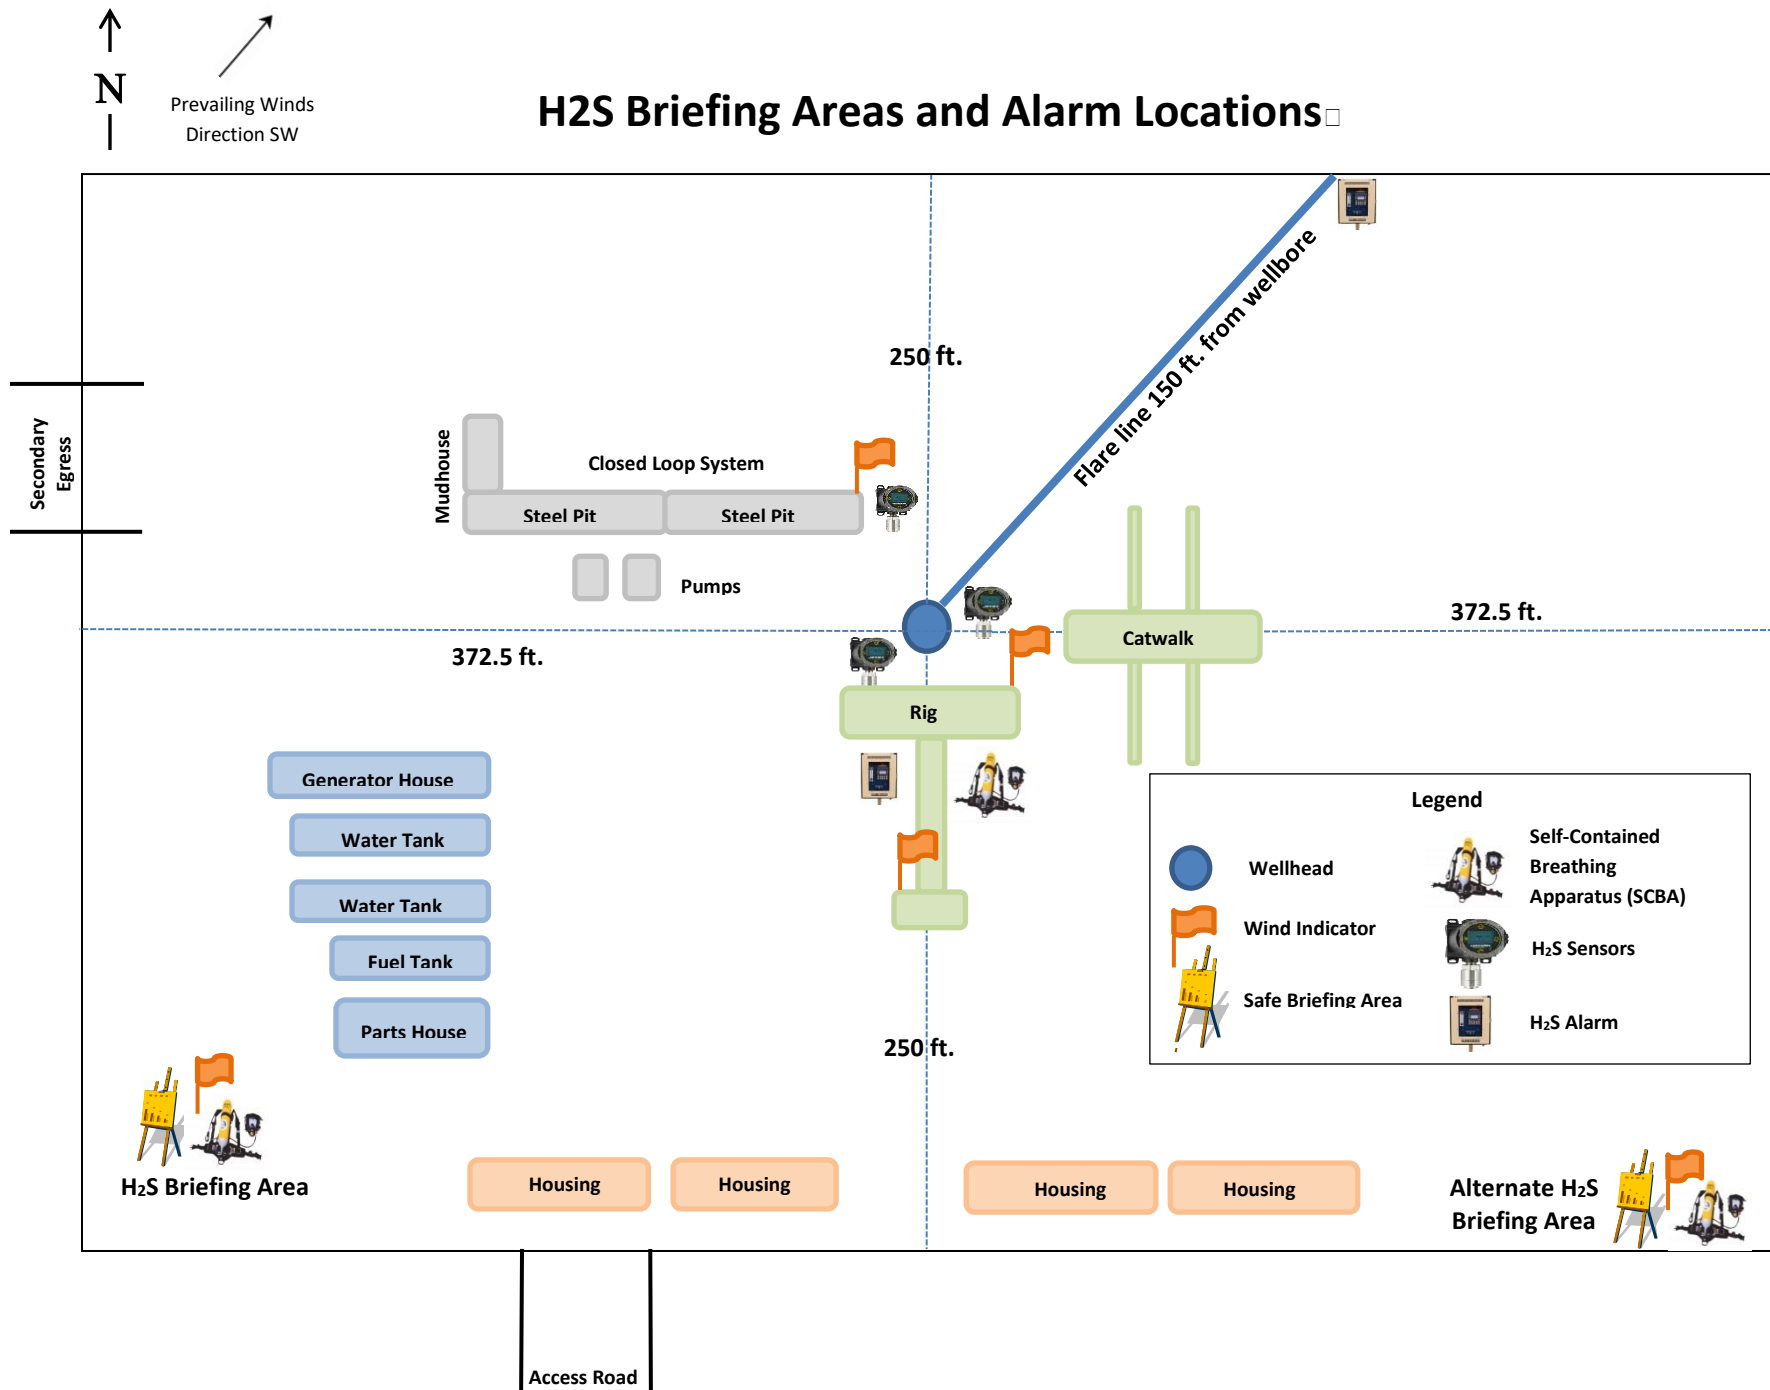 N
Prevailing Winds
Direction SW
H2S Briefing Areas and Alarm Locations□
Flare line 150 ft. from wellbore
250 ft.
Secondary
Egress
Mudhouse
Closed Loop System
Steel Pit
Steel Pit
Pumps
372.5 ft.
Catwalk
372.5 ft.
Rig
Generator House
Water Tank
Water Tank
Fuel Tank
Parts House
250 ft.
Legend
Wellhead
Wind Indicator
Safe Briefing Area
Self-Contained
Breathing
Apparatus (SCBA)
H₂S Sensors
H₂S Alarm
H₂S Briefing Area
Housing
Housing
Housing
Housing
Alternate H₂S
Briefing Area
Access Road